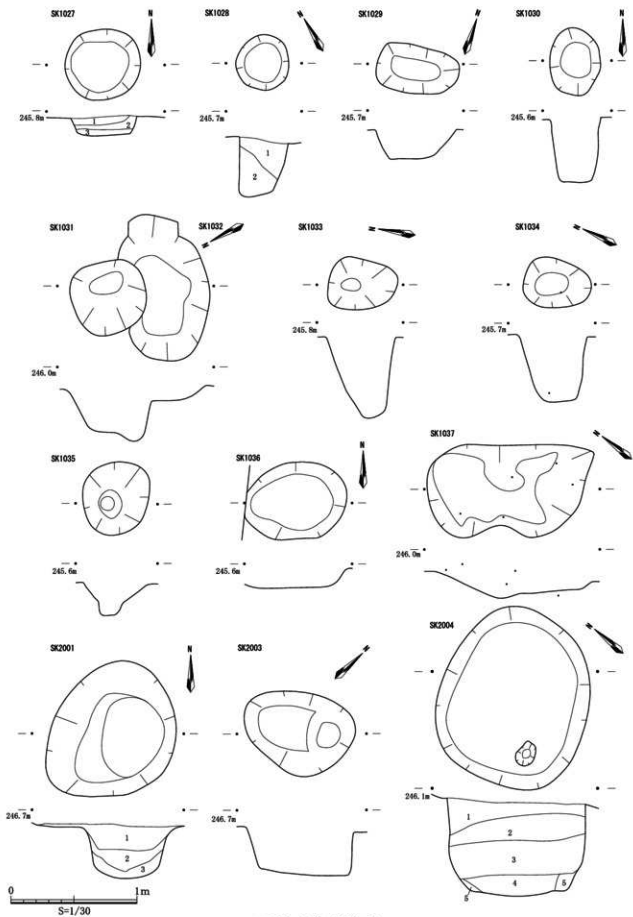 SK1027
N
SK1028
N
SK1029
N
SK1030
N
245.8m
1
2
3
245.7m
1
2
245.7m
245.6m
SK1031
SK1032
N
SK1033
N
SK1034
N
246.0m
245.8m
245.7m
SK1035
SK1036
N
SK1037
N
245.6m
245.6m
246.0m
SK2001
N
SK2003
N
SK2004
N
246.7m
1
2
3
246.7m
246.1m
1
2
3
4
5
5
0
1m
S=1/30